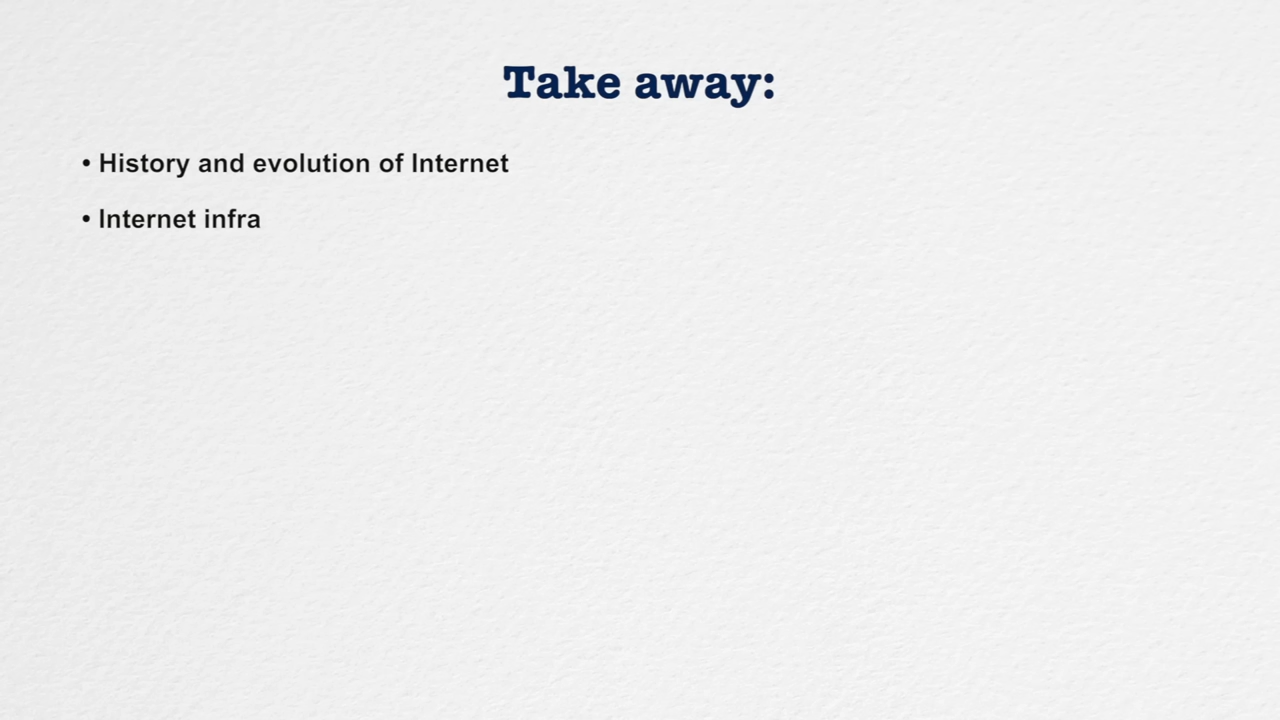 Take away:
• History and evolution of Internet
• Internet infra